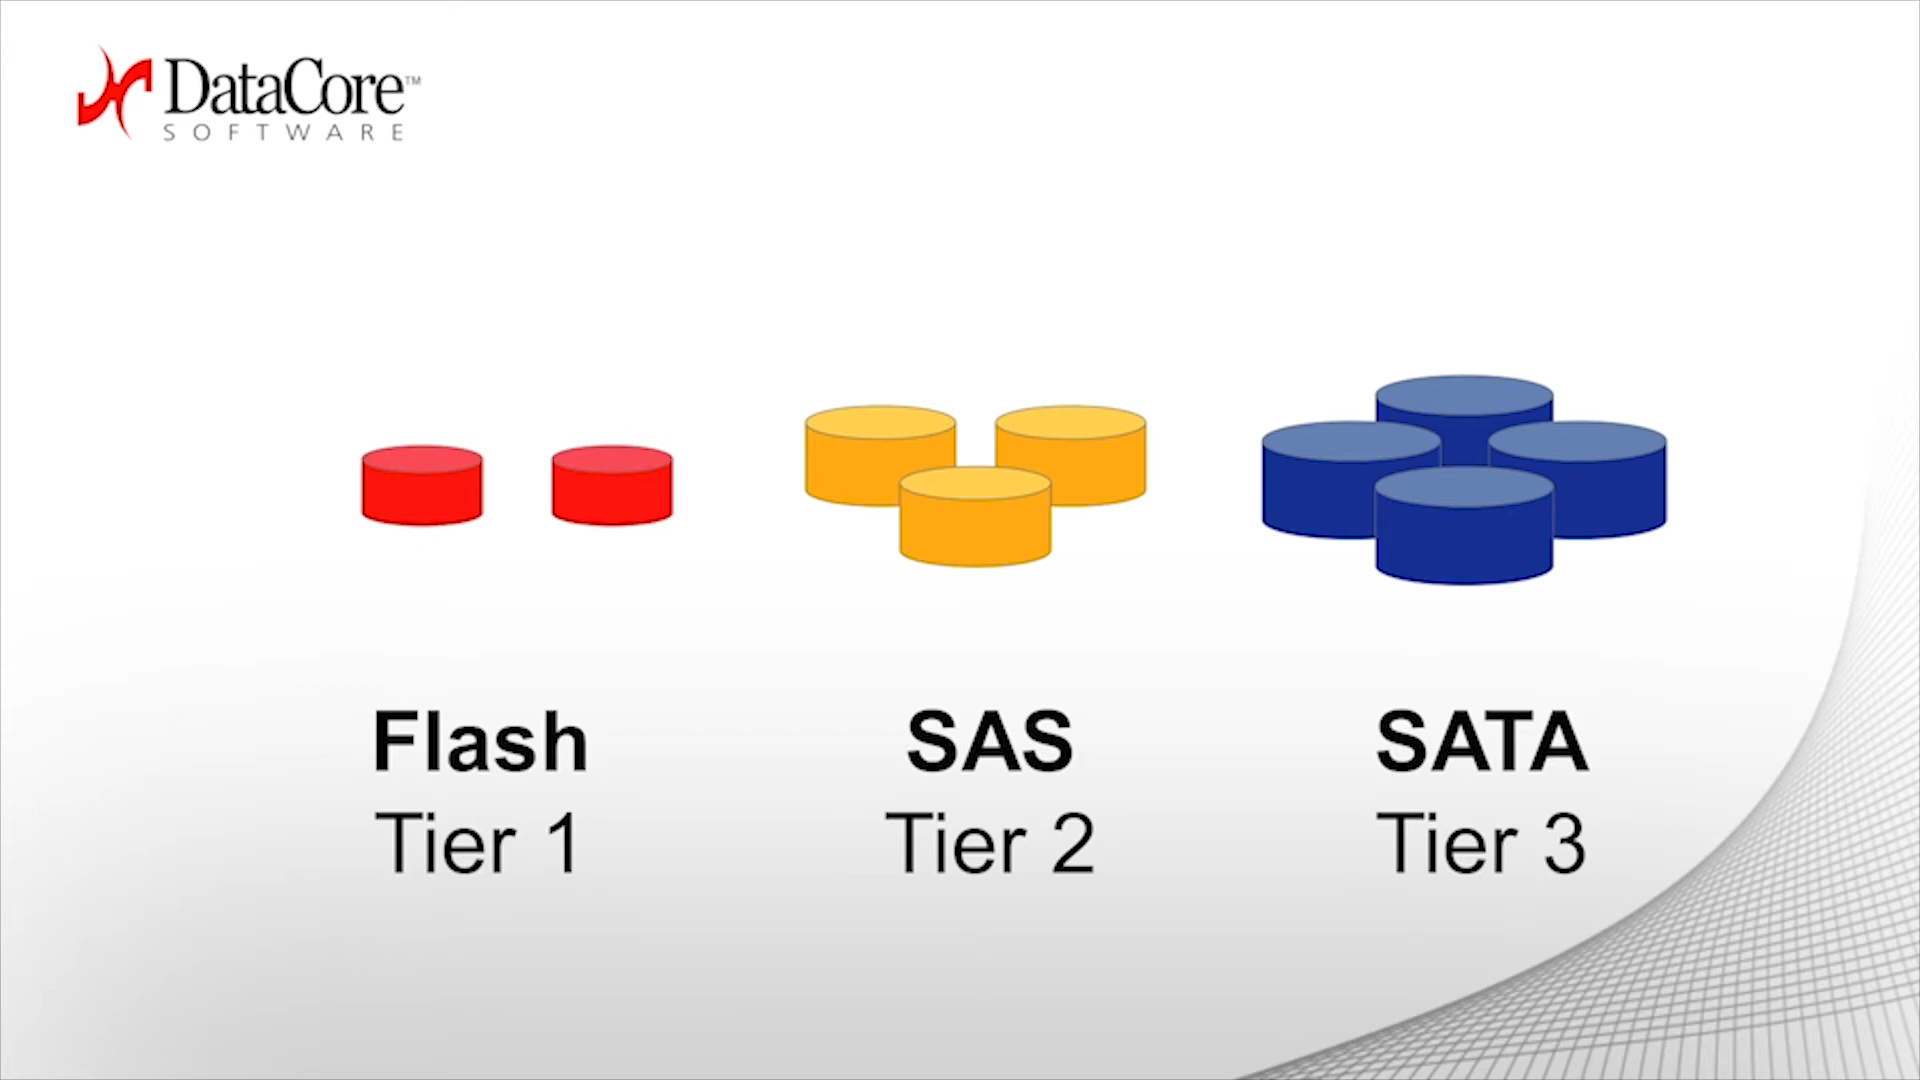 DataCore™
SOFTWARE
Flash
Tier 1
SAS
Tier 2
SATA
Tier 3